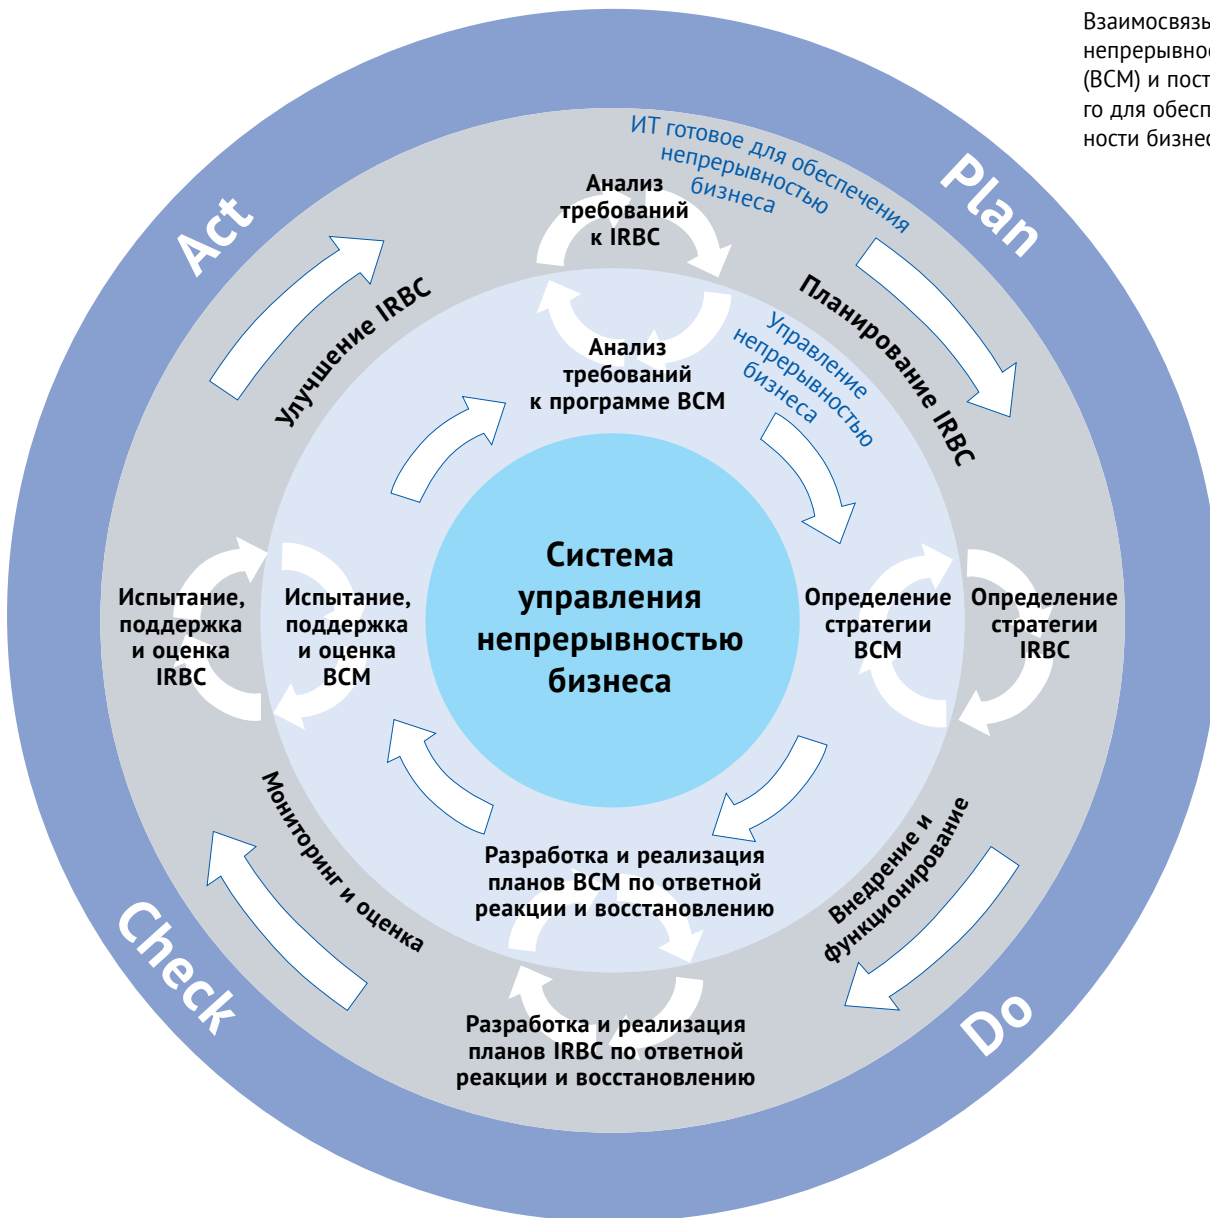 Взаимосвязь
непрерывнос
(BCM) и пост
го для обесп
ности бизнес
Act
Plan
ИТ готовое для обеспечения
непрерывностью
бизнеса
Анализ
требований
к IRBC
Улучшение IRBC
Планирование IRBC
Управление
непрерывностью
бизнеса
Анализ
требований
к программе BCM
Система
управления
непрерывностью
бизнеса
Испытание,
поддержка
и оценка
IRBC
Испытание,
поддержка
и оценка
BCM
Определение
стратегии
BCM
Определение
стратегии
IRBC
Мониторинг и оценка
Внедрение и
функционирование
Разработка и реализация
планов BCM по ответной
реакции и восстановлению
Разработка и реализация
планов IRBC по ответной
реакции и восстановлению
Check
Do